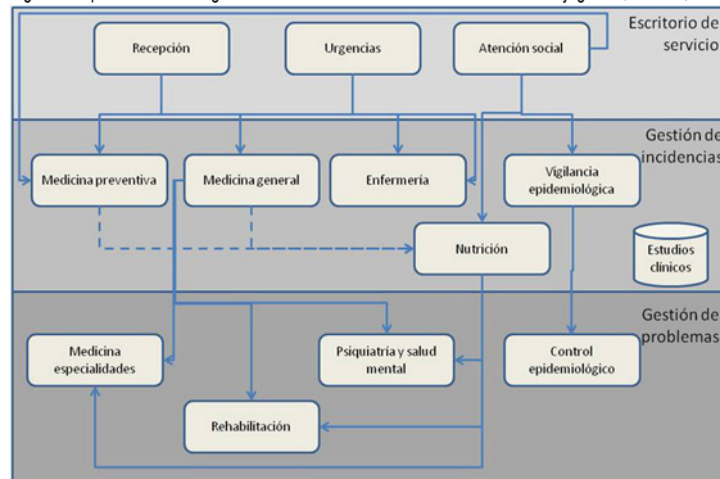 Escritorio de
servicio
Recepción
Urgencias
Atención social
Gestión de
incidencias
Medicina preventiva
Medicina general
Enfermería
Vigilancia
epidemiológica
Nutrición
Estudios
clínicos
Gestión de
problemas
Medicina
especialidades
Psiquiatría y salud
mental
Control
epidemiológico
Rehabilitación